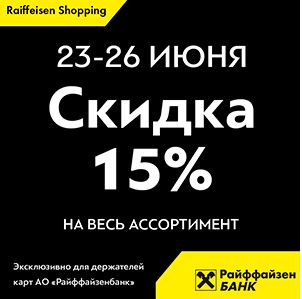 Raiffeisen Shopping
23-26 ИЮНЯ
Скидка
15%
НА ВЕСЬ АССОРТИМЕНТ
Эксклюзивно для держателей
карт АО «Райффайзенбанк»
Райффайзен
БАНК